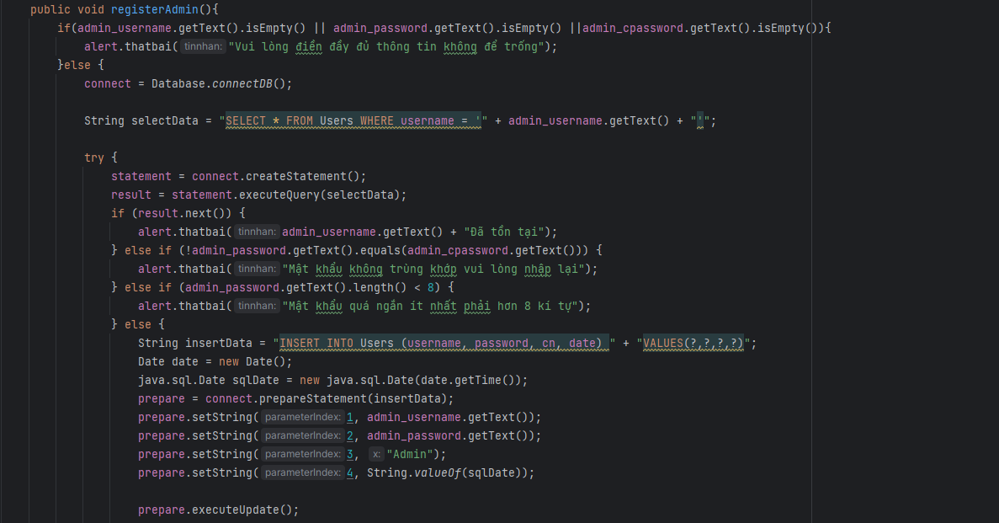 public void registerAdmin(){
if(admin_username.getText().isEmpty() || admin_password.getText().isEmpty() ||admin_cpassword.getText().isEmpty()){
alert.thatbai( tinnhan: "Vui lòng điền đầy đủ thông tin không để trống");
}else {
connect = Database.connectDB();
String selectData = "SELECT * FROM Users WHERE username = '" + admin_username.getText() + "'";
try {
statement = connect.createStatement();
result = statement.executeQuery(selectData);
if (result.next()) {
alert.thatbai( tinnhan: admin_username.getText() + "Đã tồn tại");
} else if (!admin_password.getText().equals(admin_cpassword.getText())) {
alert.thatbai( tinnhan: "Mật khẩu không trùng khớp vui lòng nhập lại");
} else if (admin_password.getText().length() < 8) {
alert.thatbai( tinnhan: "Mật khẩu quá ngắn ít nhất phải hơn 8 kí tự");
} else {
String insertData = "INSERT INTO Users (username, password, cn, date) " + "VALUES(?,?,?,?)";
Date date = new Date();
java.sql.Date sqlDate = new java.sql.Date(date.getTime());
prepare = connect.prepareStatement(insertData);
prepare.setString( parameterIndex: 1, admin_username.getText());
prepare.setString( parameterIndex: 2, admin_password.getText());
prepare.setString( parameterIndex: 3, x: "Admin");
prepare.setString( parameterIndex: 4, String.valueOf(sqlDate));
prepare.executeUpdate();